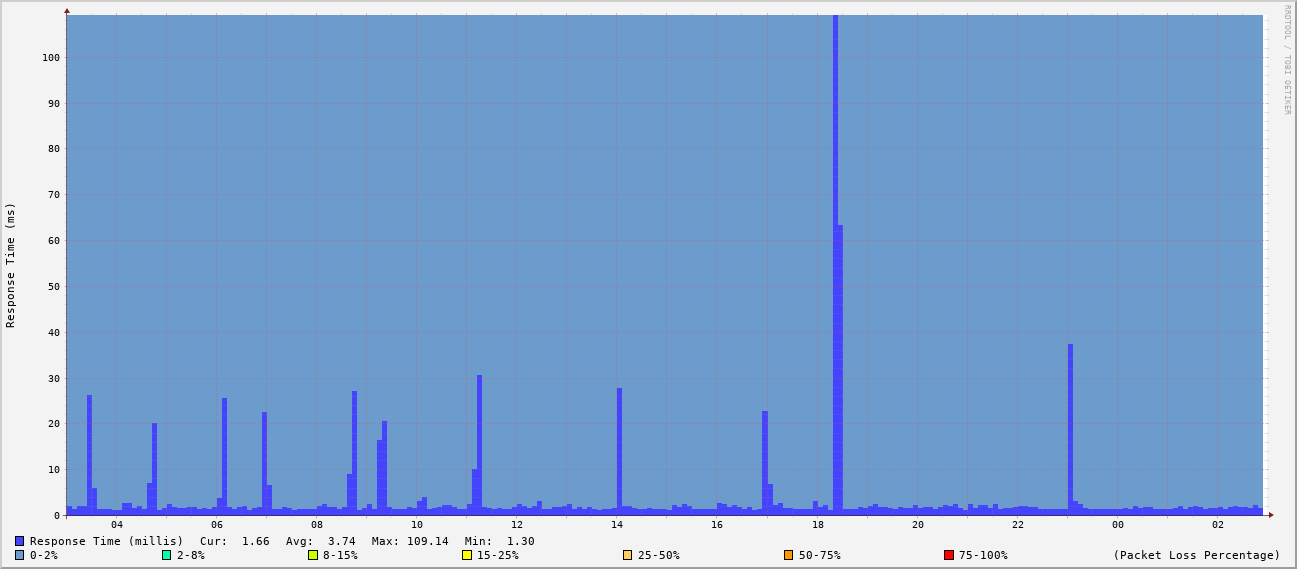 RRDTOOL / TOBI OETIKER
Response Time (ms)
100
90
80
70
60
50
40
30
20
10
0
04 06 08 10 12 14 16 18 20 22 00 02
Response Time (millis) Cur: 1.66 Avg: 3.74 Max: 109.14 Min: 1.30
0-2% 2-8% 8-15% 15-25% 25-50% 50-75% 75-100% (Packet Loss Percentage)